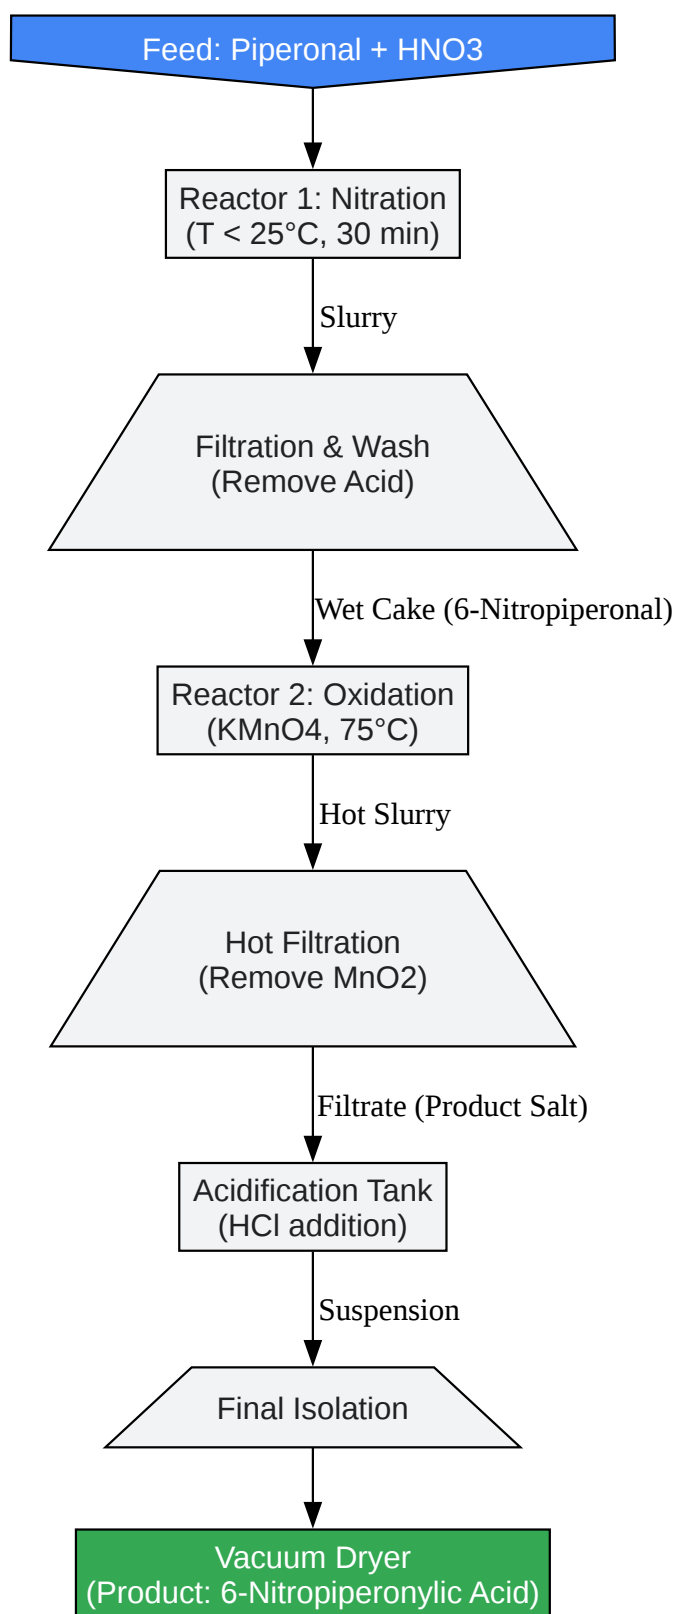 Feed: Piperonal + HNO3
Reactor 1: Nitration
(T < 25°C, 30 min)
Slurry
Filtration & Wash
(Remove Acid)
Wet Cake (6-Nitropiperonal)
Reactor 2: Oxidation
(KMnO4, 75°C)
Hot Slurry
Hot Filtration
(Remove MnO2)
Filtrate (Product Salt)
Acidification Tank
(HCl addition)
Suspension
Final Isolation
Vacuum Dryer
(Product: 6-Nitropiperonylic Acid)